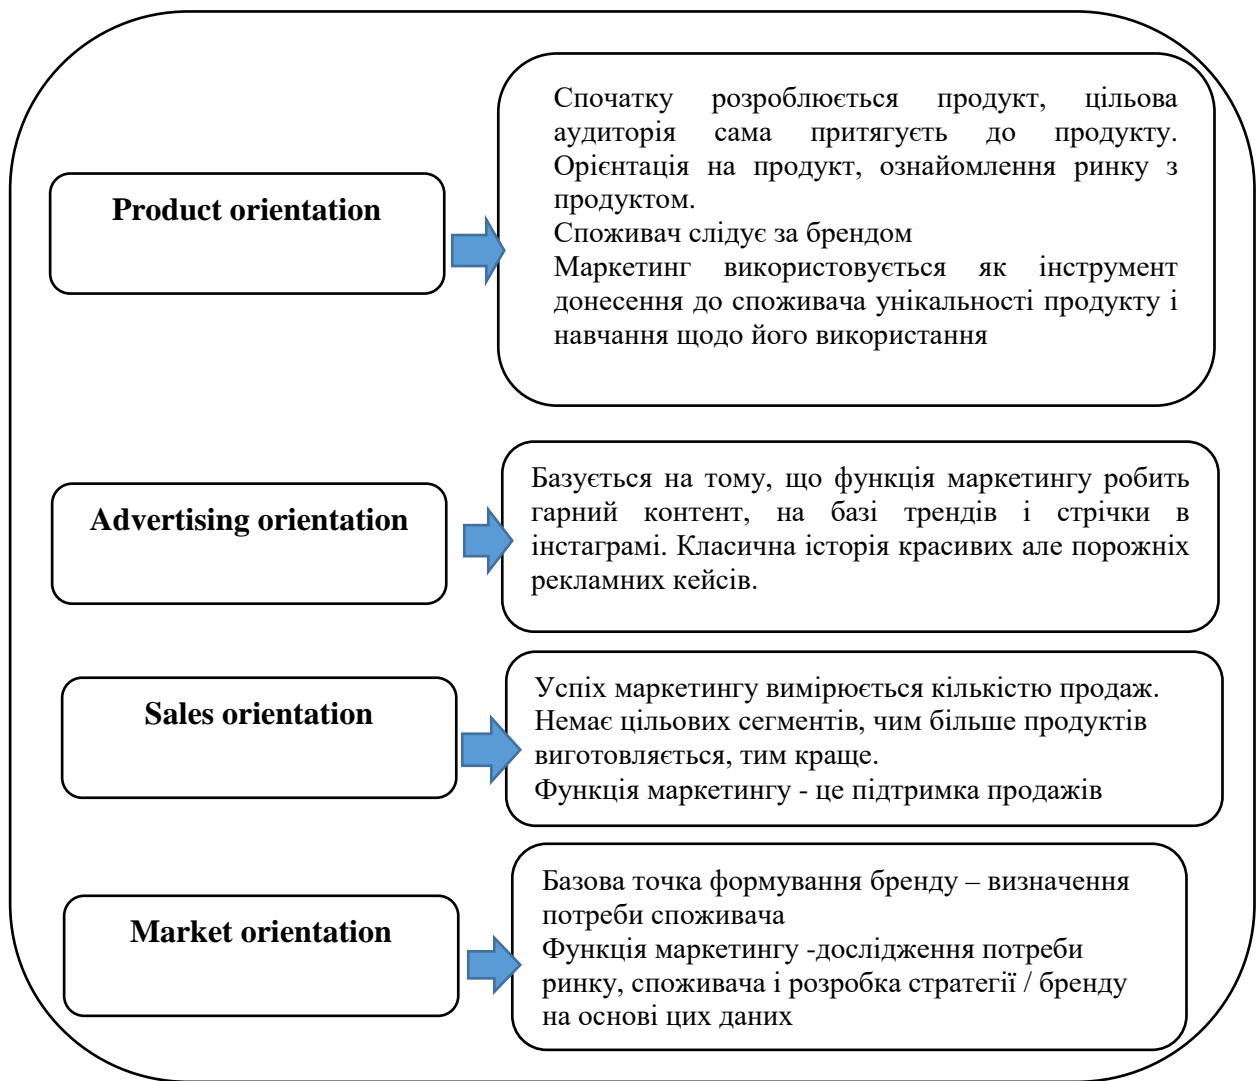 Product orientation
Спочатку розроблюється продукт, цільова
аудиторія сама притягуєть до продукту.
Орієнтація на продукт, ознайомлення ринку з
продуктом.
Споживач слідує за брендом
Маркетинг використовується як інструмент
донесення до споживача унікальності продукту і
навчання щодо його використання
Advertising orientation
Базується на тому, що функція маркетингу робить
гарний контент, на базі трендів і стрічки в
інстаграмі. Класична історія красивих але порожніх
рекламних кейсів.
Sales orientation
Успіх маркетингу вимірюється кількістю продаж.
Немає цільових сегментів, чим більше продуктів
виготовляється, тим краще.
Функція маркетингу - це підтримка продажів
Market orientation
Базова точка формування бренду – визначення
потреби споживача
Функція маркетингу -дослідження потреби
ринку, споживача і розробка стратегії / бренду
на основі цих даних